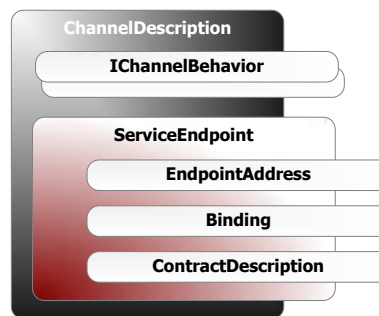 ChannelDescription
IChannelBehavior
ServiceEndpoint
EndpointAddress
Binding
ContractDescription